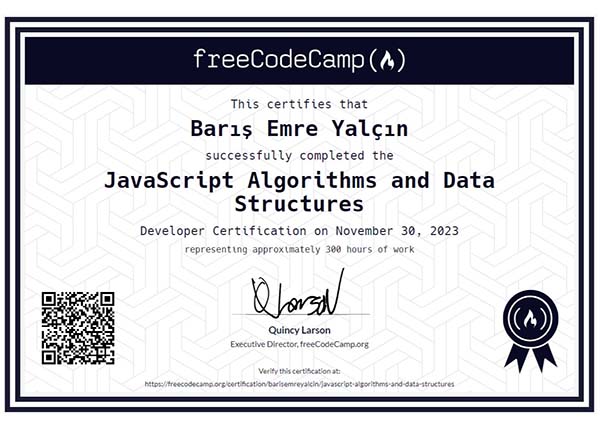 freeCodeCamp(🔥)
This certifies that
Barış Emre Yalçın
successfully completed the
JavaScript Algorithms and Data
Structures
Developer Certification on November 30, 2023
representing approximately 300 hours of work
Q Larson
Quincy Larson
Executive Director, freeCodeCamp.org
Verify this certification at:
https://freecodecamp.org/certification/barisemreyalcin/javascript-algorithms-and-data-structures